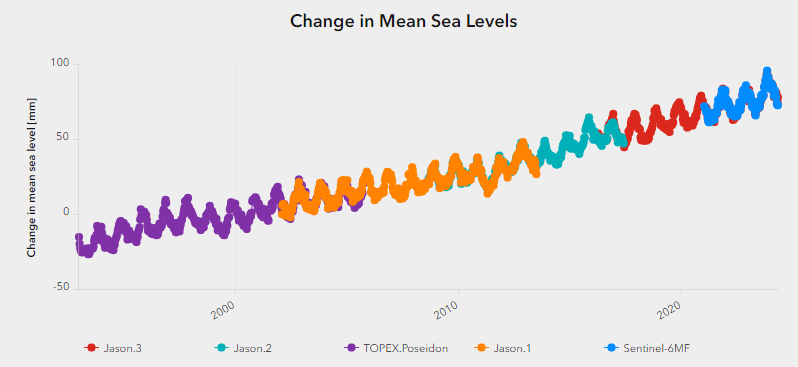 Change in Mean Sea Levels
Change in mean sea level [mm]
100
50
0
-50
2000
2010
2020
Jason.3
Jason.2
TOPEX.Poseidon
Jason.1
Sentinel-6MF